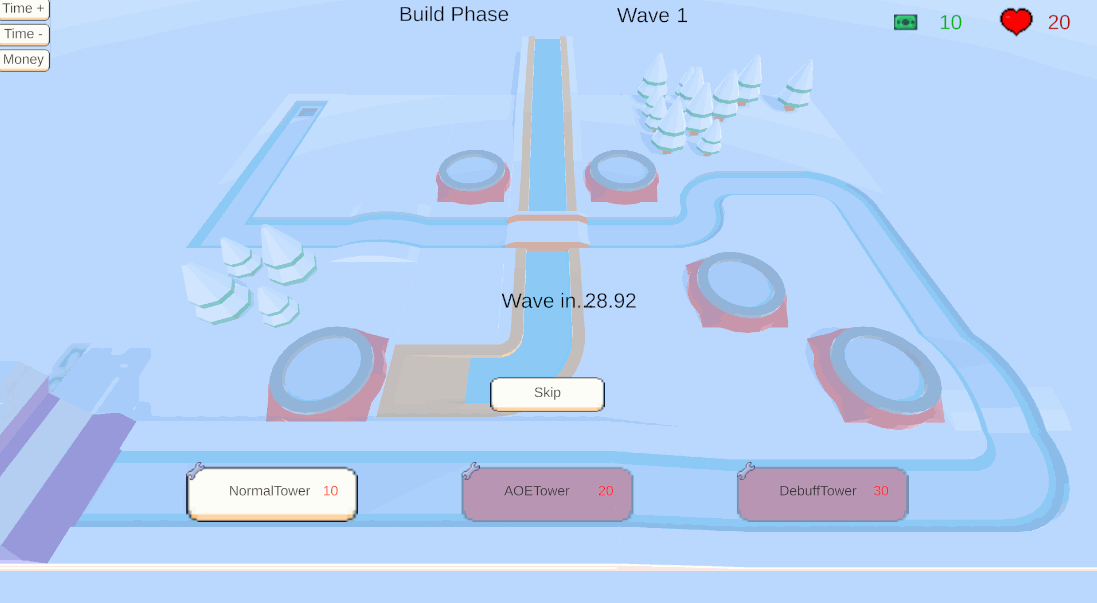 Time +
Time -
Money
Build Phase
Wave 1
10
20
Wave in..28.92
Skip
NormalTower 10
AOETower 20
DebuffTower 30